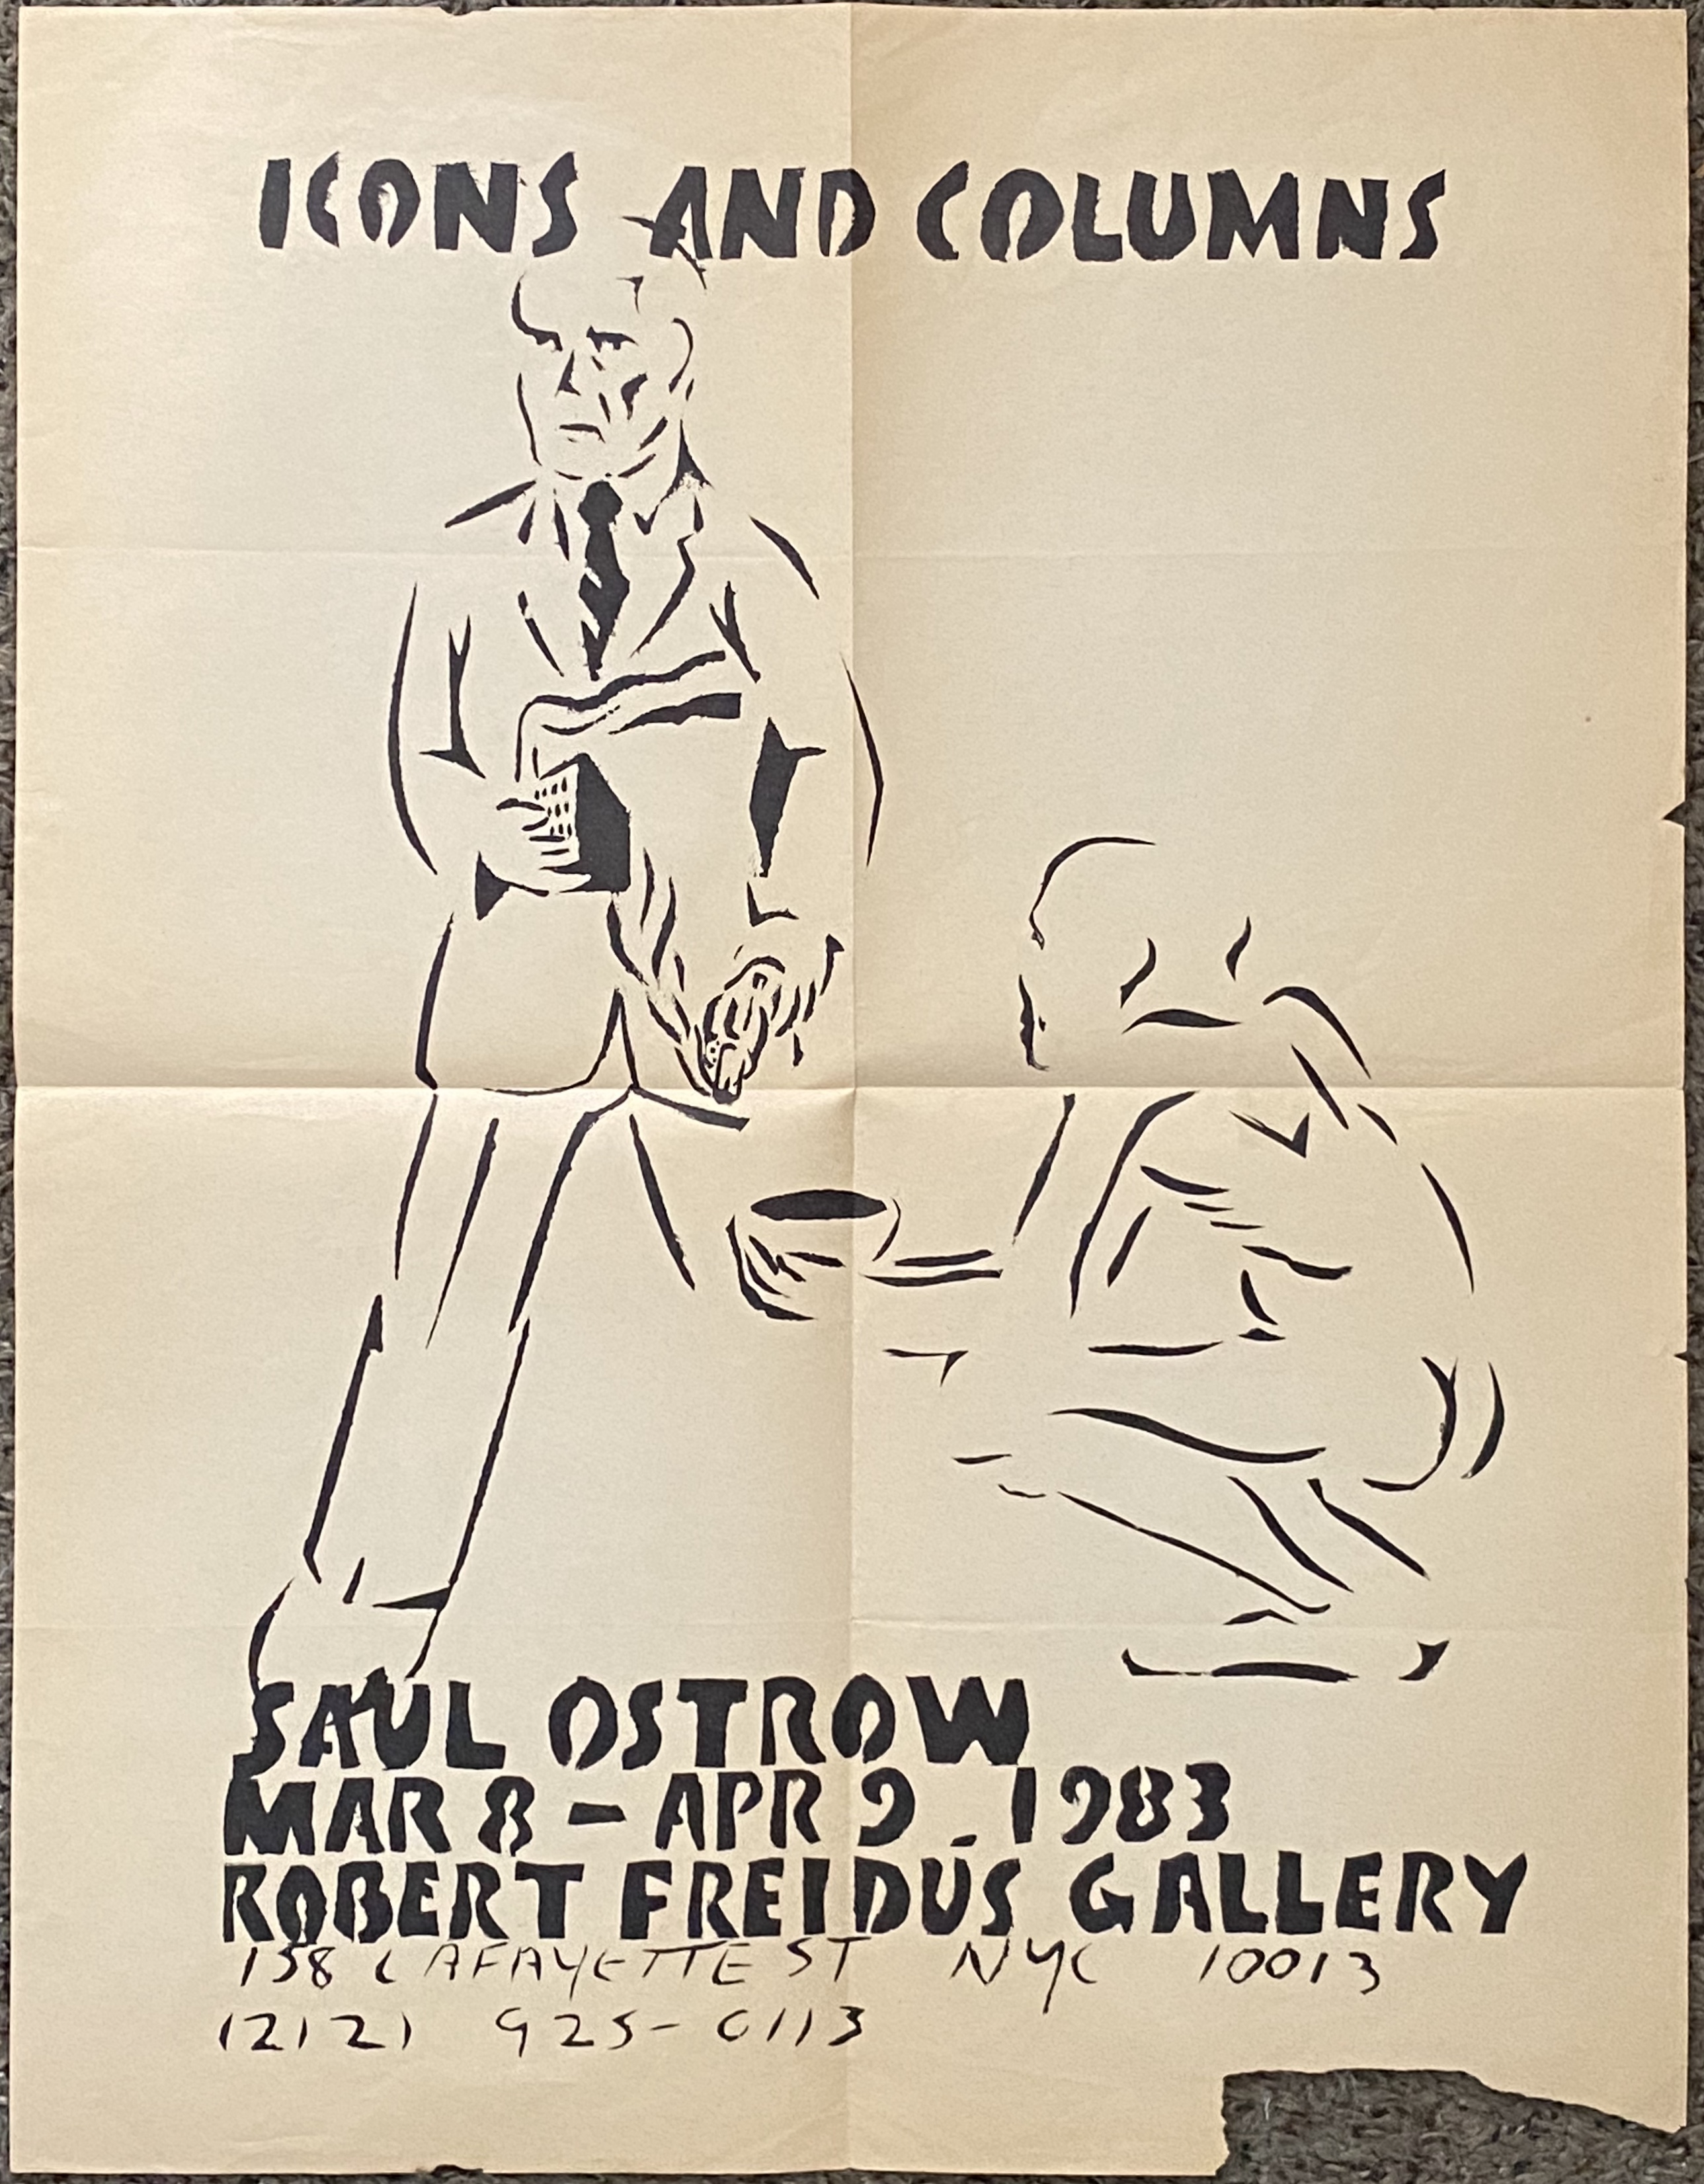 ICONS AND COLUMNS
SAUL OSTROW
MAR 8 - APR 9 1983
ROBERT FREIDUS GALLERY
158 LAFAYETTE ST NYC 10013
(212) 925-0113